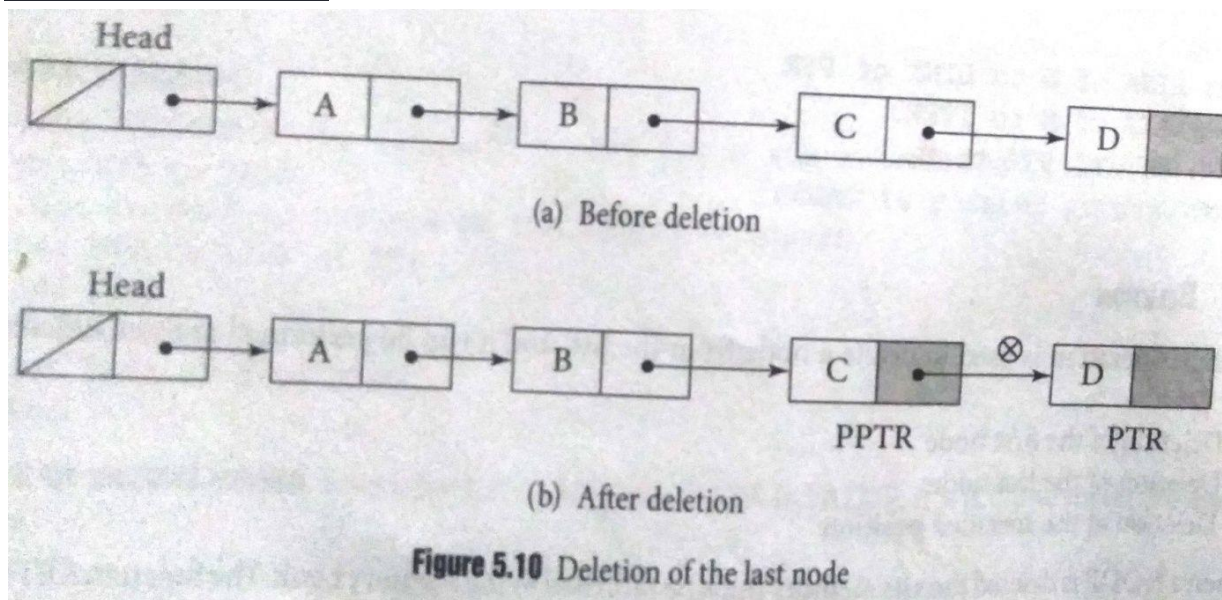 Head
A B C D
(a) Before deletion
Head
A B C D
PPTR PTR
(b) After deletion
Figure 5.10 Deletion of the last node